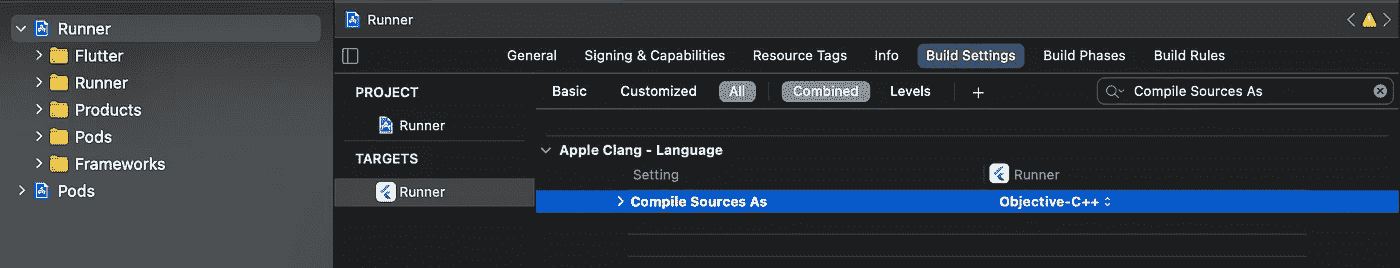 Runner
Flutter
Runner
Products
Pods
Frameworks
Pods
Runner
General Signing & Capabilities Resource Tags Info Build Settings Build Phases Build Rules
PROJECT
Runner
TARGETS
Runner
Basic Customized All Combined Levels + Compile Sources As
Apple Clang - Language
Setting Runner
Compile Sources As Objective-C++